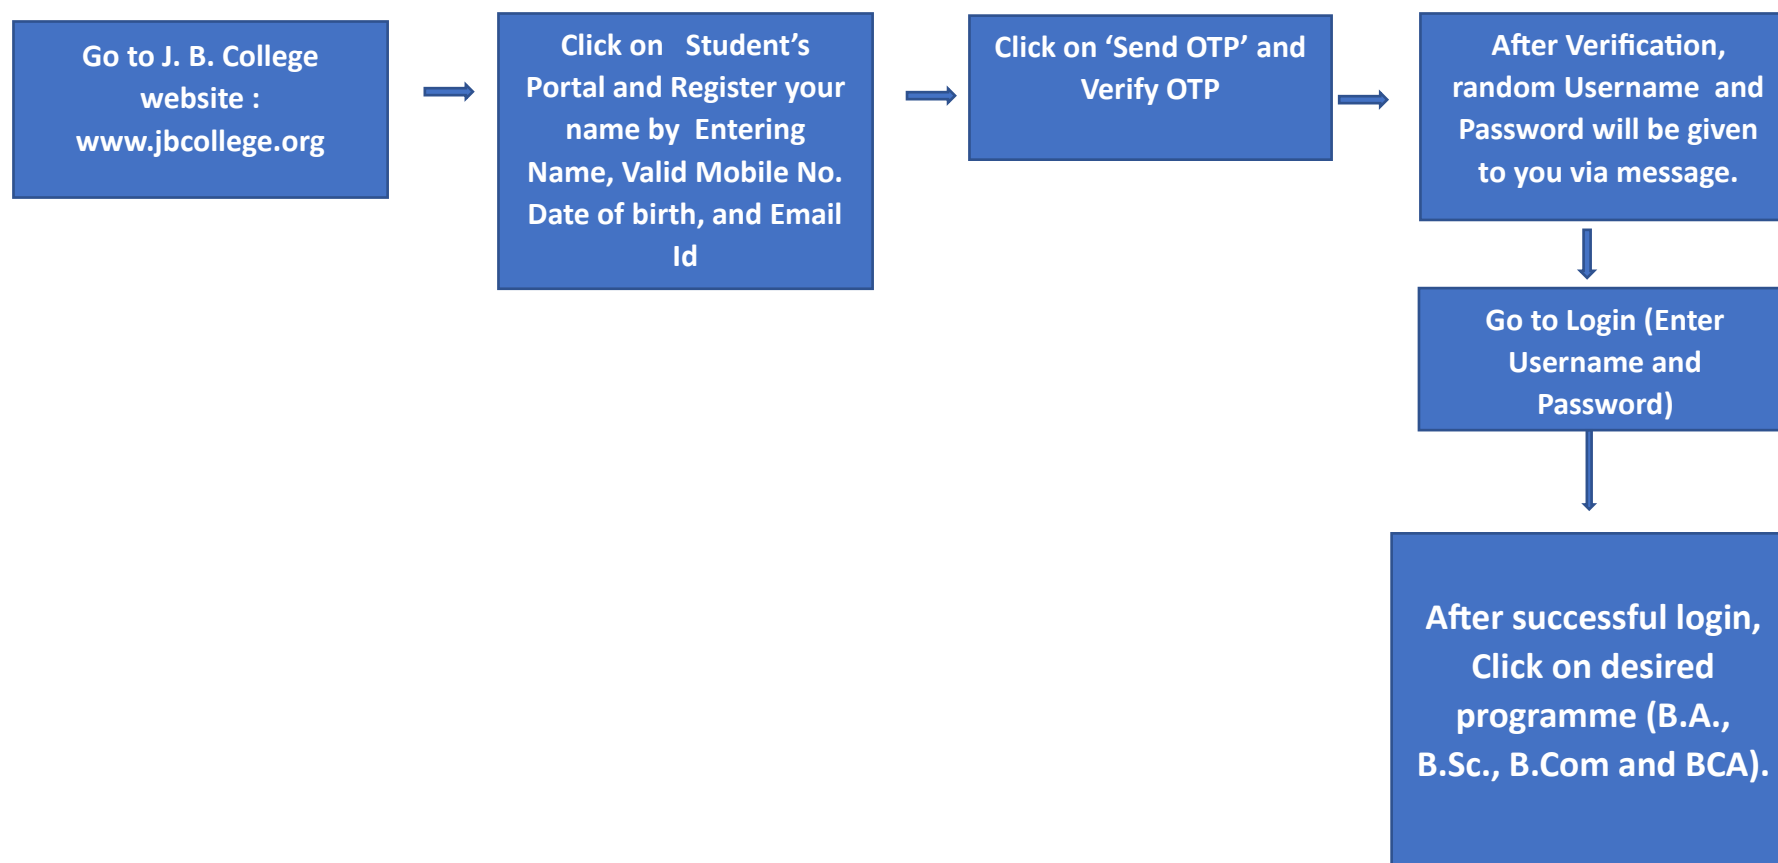 Go to J. B. College
website :
www.jbcollege.org
Click on Student’s
Portal and Register your
name by Entering
Name, Valid Mobile No.
Date of birth, and Email
Id
Click on ‘Send OTP’ and
Verify OTP
After Verification,
random Username and
Password will be given
to you via message.
Go to Login (Enter
Username and
Password)
After successful login,
Click on desired
programme (B.A.,
B.Sc., B.Com and BCA).